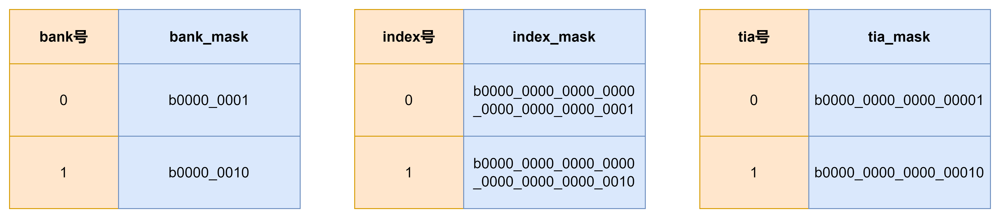 bank号
bank_mask
0
b0000_0001
1
b0000_0010
index号
index_mask
0
b0000_0000_0000_0000
_0000_0000_0000_0001
1
b0000_0000_0000_0000
_0000_0000_0000_0010
tia号
tia_mask
0
b0000_0000_0000_00001
1
b0000_0000_0000_00010